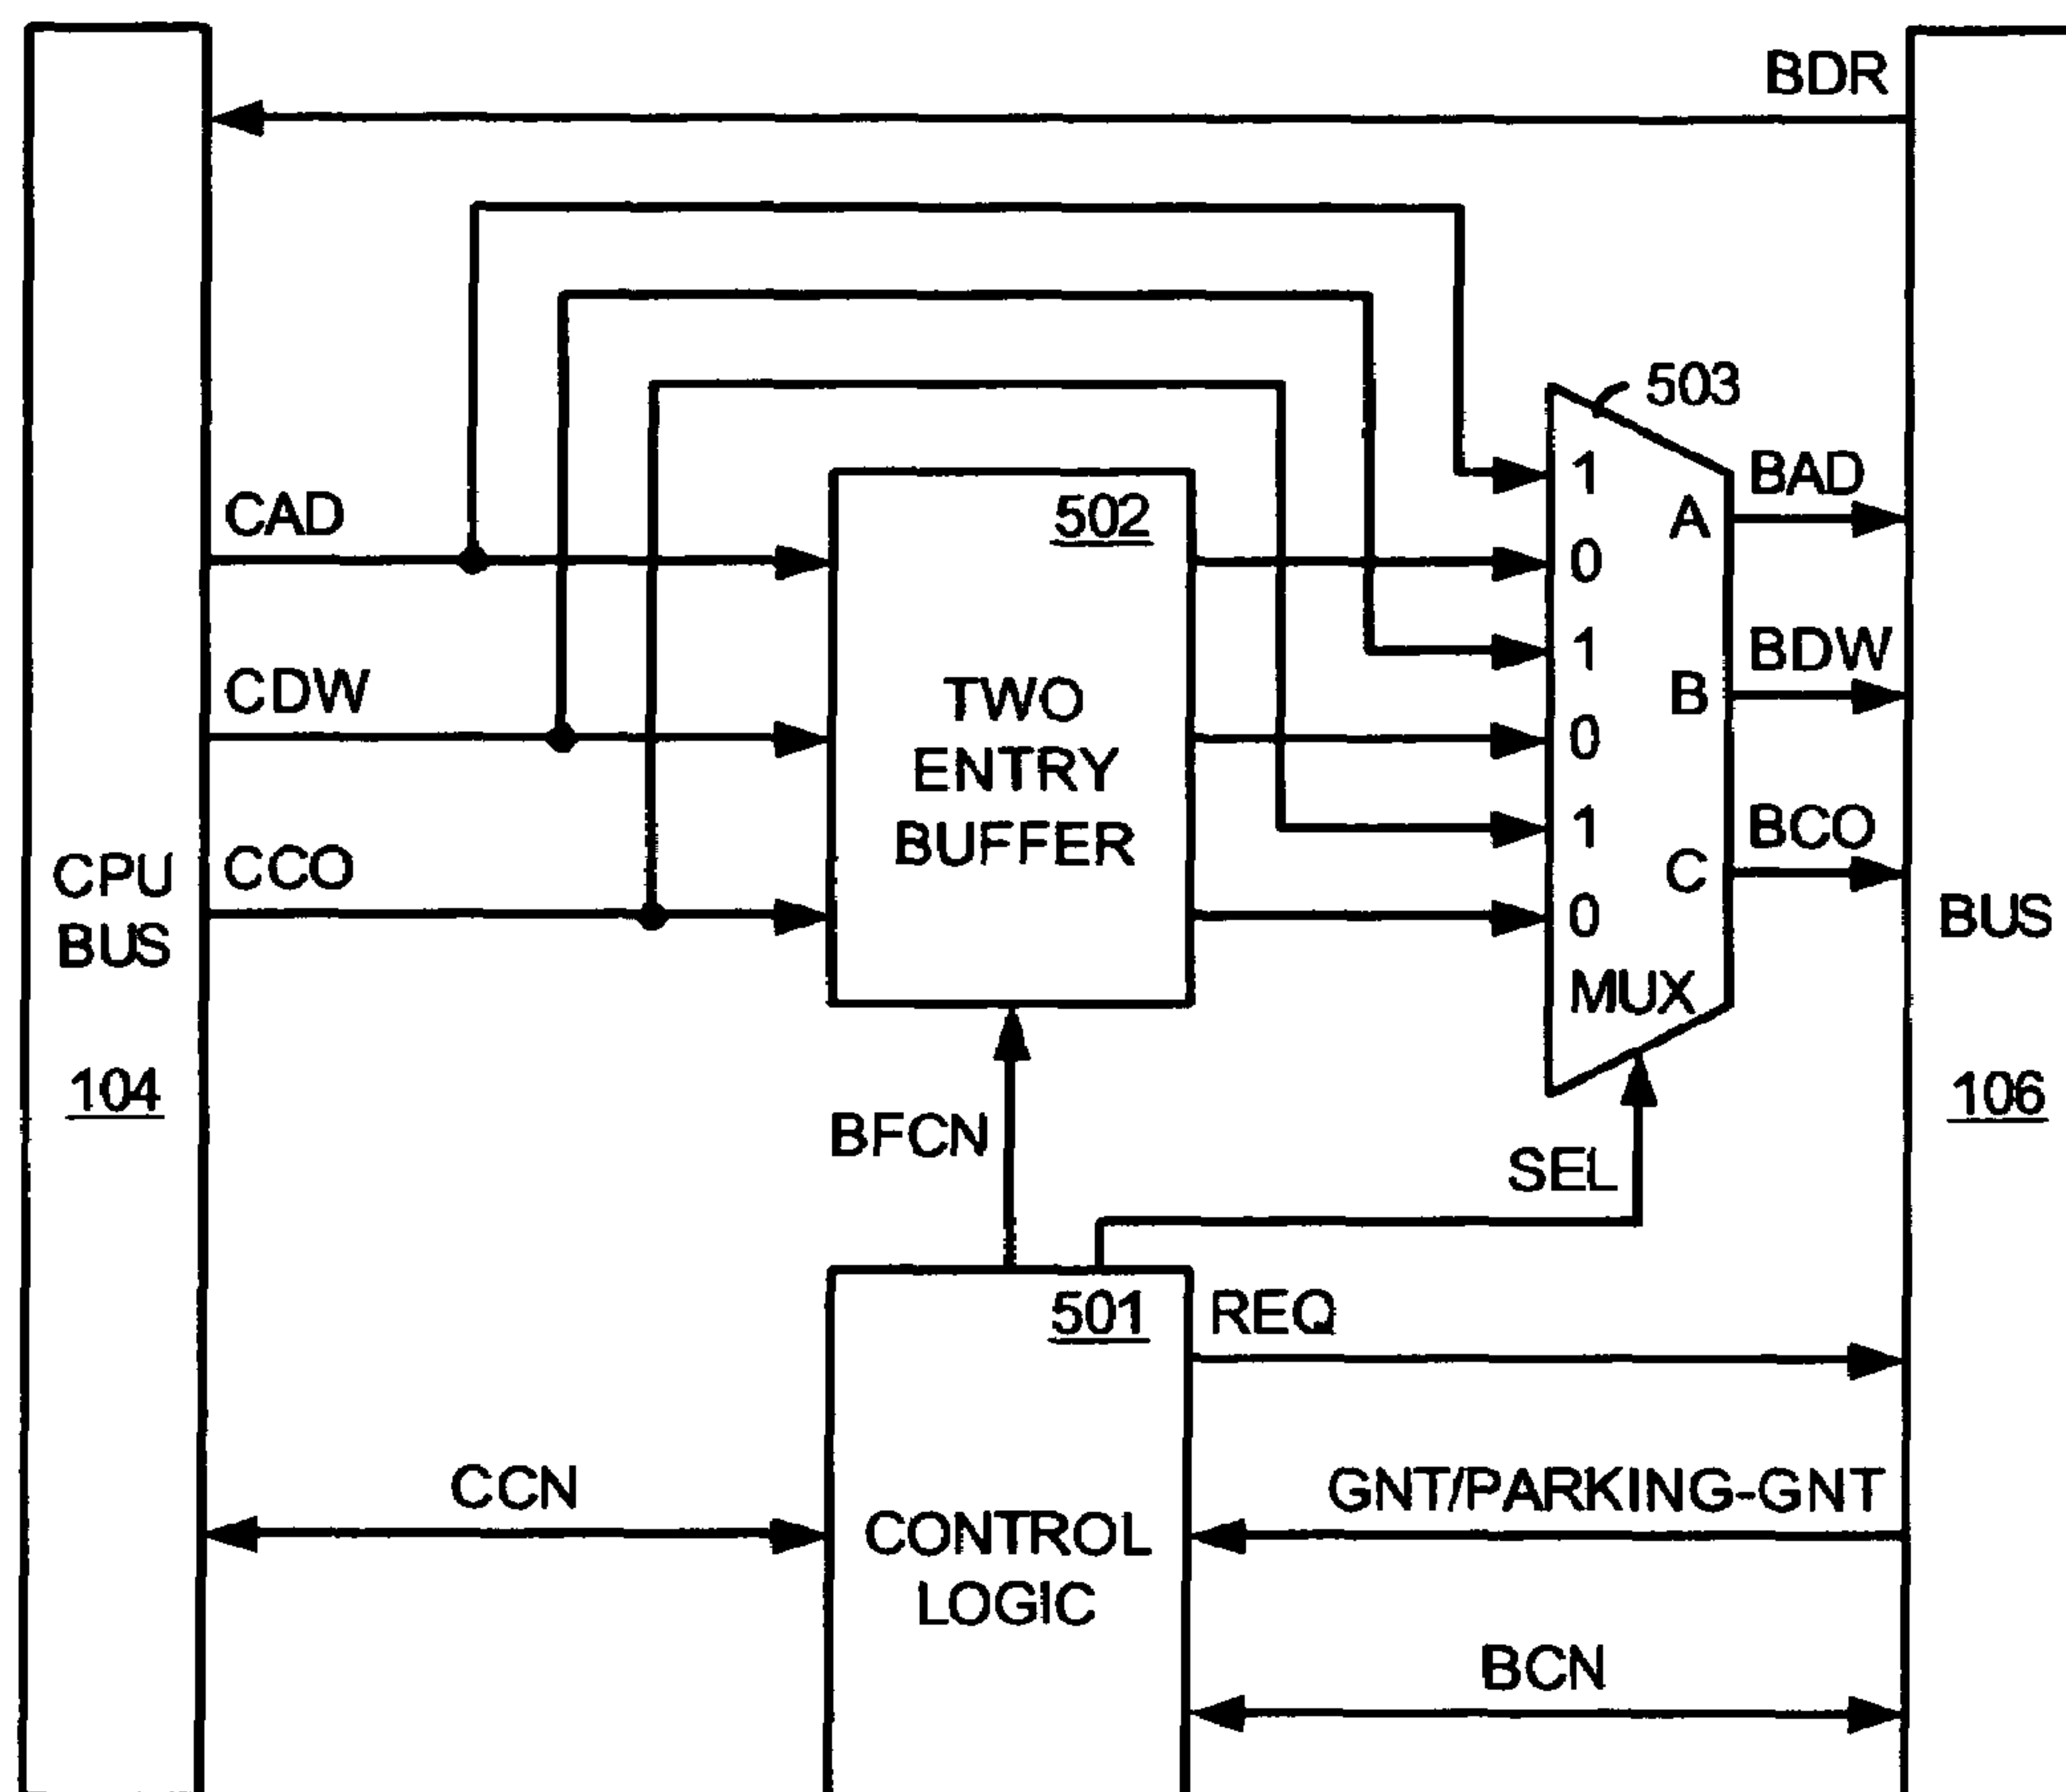 BDR
503
1
CAD
502
A
BAD
0
1
CDW
TWO
ENTRY
BUFFER
B
BDW
0
1
CPU
BUS
CCO
C
BCO
0
BUS
MUX
104
BFCN
SEL
106
501
REQ
CCN
CONTROL
LOGIC
GNT/PARKING-GNT
BCN